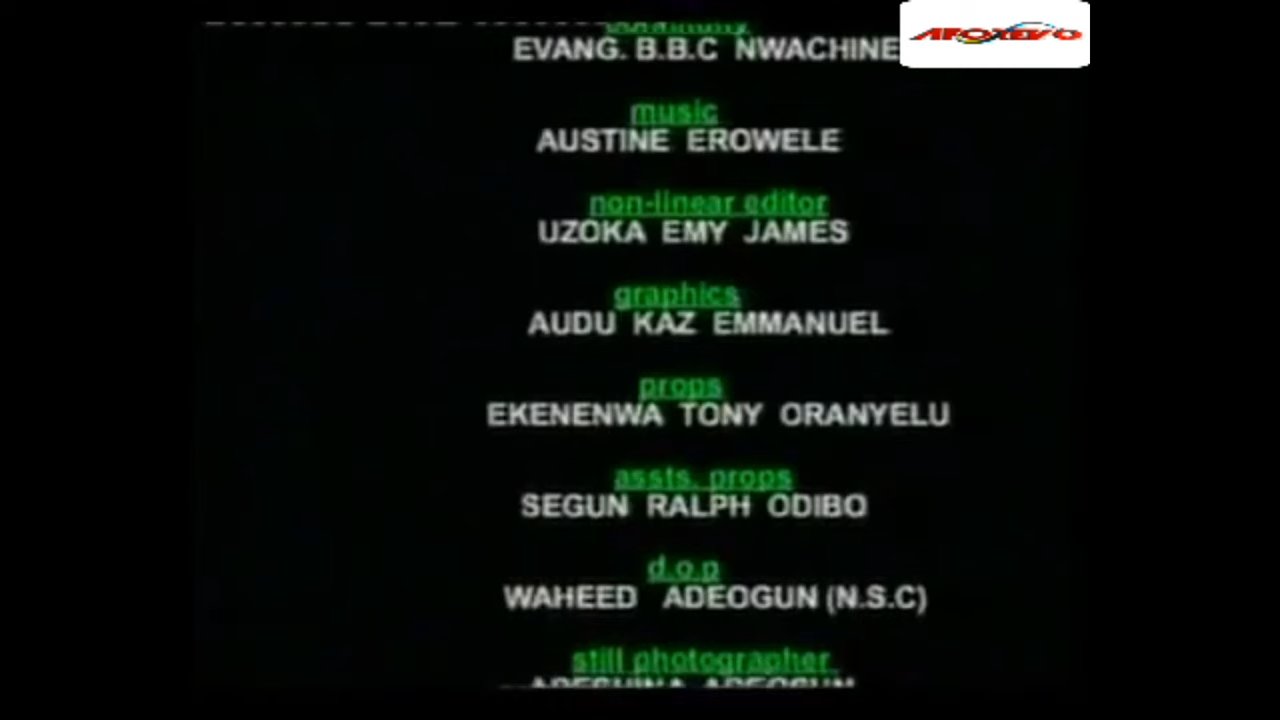 EVANG. B.B.C NWACHINE
music
AUSTINE EROWELE
non-linear editor
UZOKA EMY JAMES
graphics
AUDU KAZ EMMANUEL
props
EKENENWA TONY ORANYELU
assts. props
SEGUN RALPH ODIBO
d.o.p
WAHEED ADEOGUN (N.S.C)
still photographer